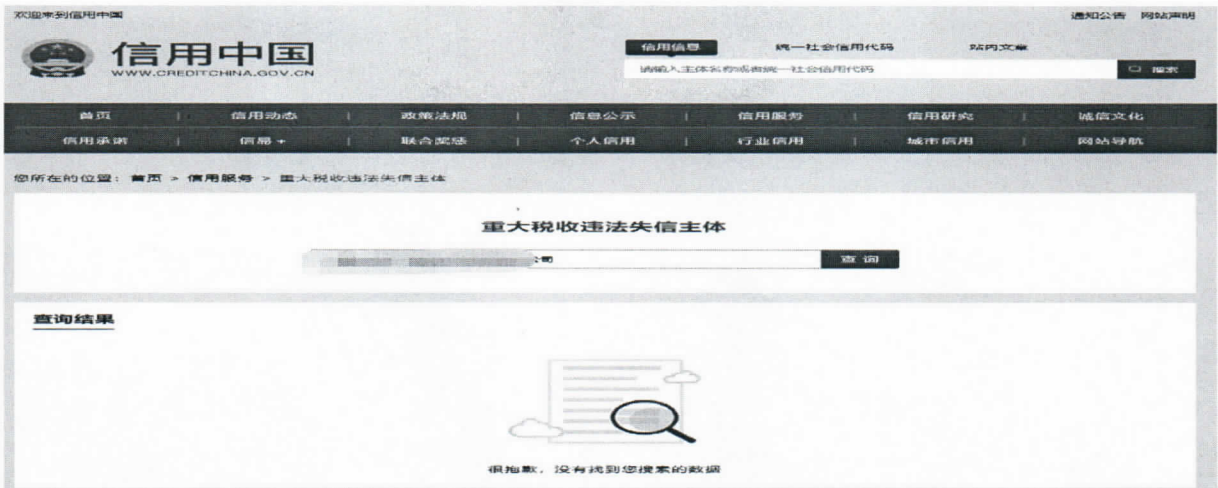 欢迎来到信用中国
通知公告 网站声明
信用中国
WWW.CREDITCHINA.GOV.CN
信用信息 统一社会信用代码 站内文章
请输入主体名称或者统一社会信用代码 搜索
首页 | 信用动态 | 政策法规 | 信息公示 | 信用服务 | 信用研究 | 诚信文化
信用承诺 | 信易+ | 联合奖惩 | 个人信用 | 行业信用 | 城市信用 | 网站导航
您所在的位置：首页 > 信用服务 > 重大税收违法失信主体
重大税收违法失信主体
公司 查询
查询结果
很抱歉，没有找到您搜索的数据